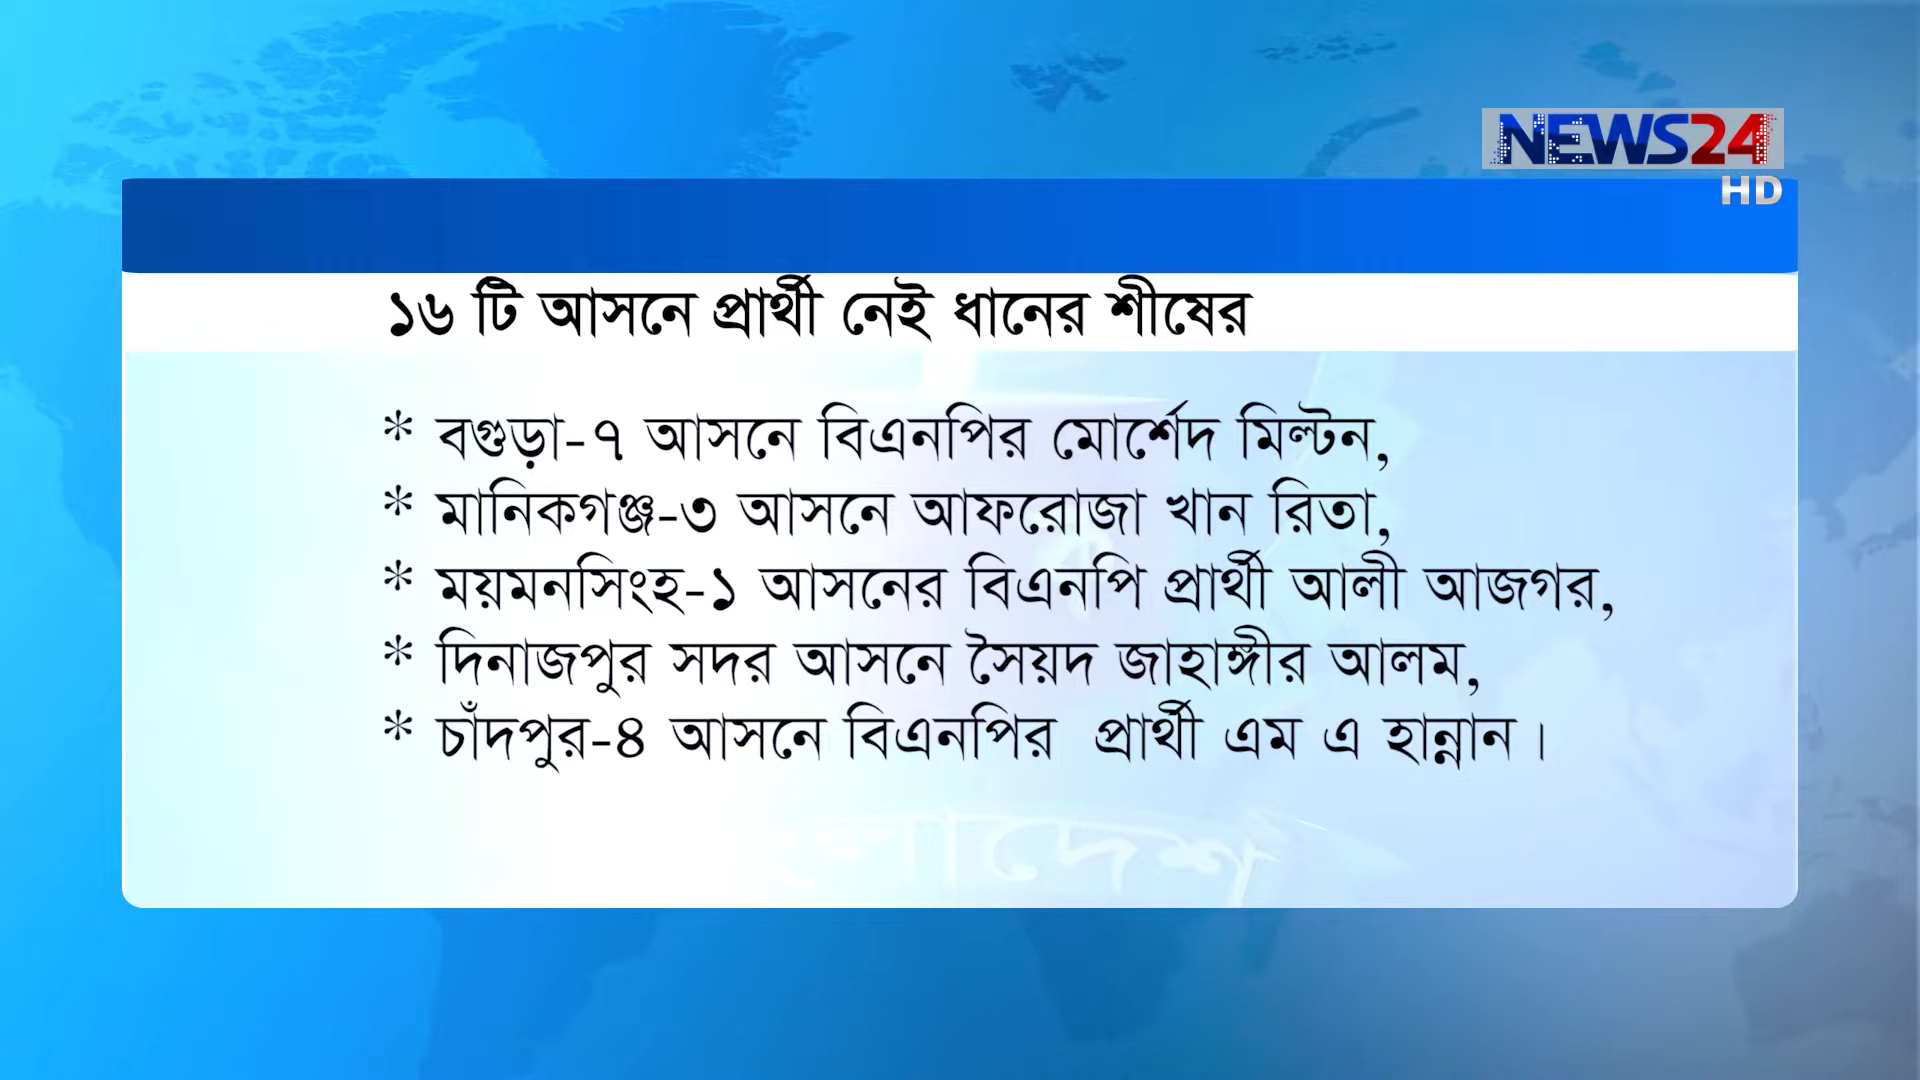 NEWS24
HD
১৬ টি আসনে প্রার্থী নেই ধানের শীষের
* বগুড়া-৭ আসনে বিএনপির মোর্শেদ মিল্টন,
* মানিকগঞ্জ-৩ আসনে আফরোজা খান রিতা,
* ময়মনসিংহ-১ আসনের বিএনপি প্রার্থী আলী আজগর,
* দিনাজপুর সদর আসনে সৈয়দ জাহাঙ্গীর আলম,
* চাঁদপুর-৪ আসনে বিএনপির প্রার্থী এম এ হান্নান।